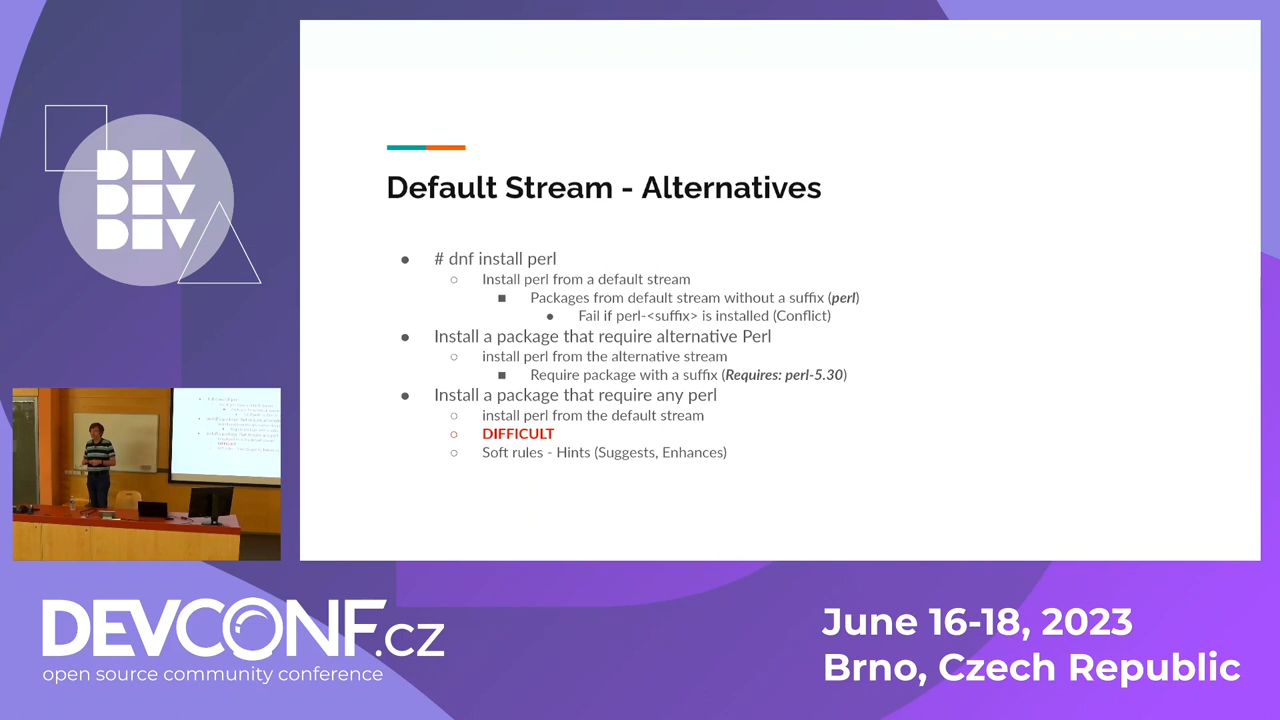 DEV
DEV
DEV
Default Stream - Alternatives
# dnf install perl
Install perl from a default stream
Packages from default stream without a suffix (perl)
Fail if perl-<suffix> is installed (Conflict)
Install a package that require alternative Perl
install perl from the alternative stream
Require package with a suffix (Requires: perl-5.30)
Install a package that require any perl
install perl from the default stream
DIFFICULT
Soft rules - Hints (Suggests, Enhances)
DEVCONF.cz
open source community conference
June 16-18, 2023
Brno, Czech Republic